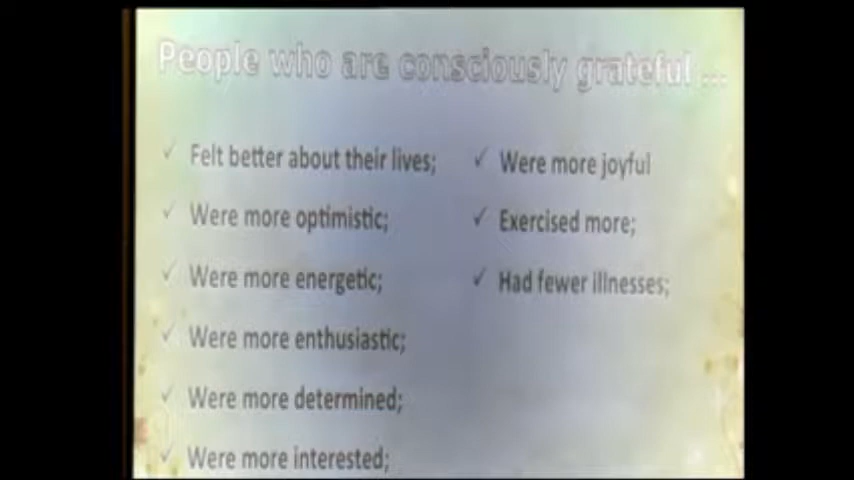 People who are consciously grateful ...
Felt better about their lives;
Were more optimistic;
Were more energetic;
Were more enthusiastic;
Were more determined;
Were more interested;
Were more joyful
Exercised more;
Had fewer illnesses;